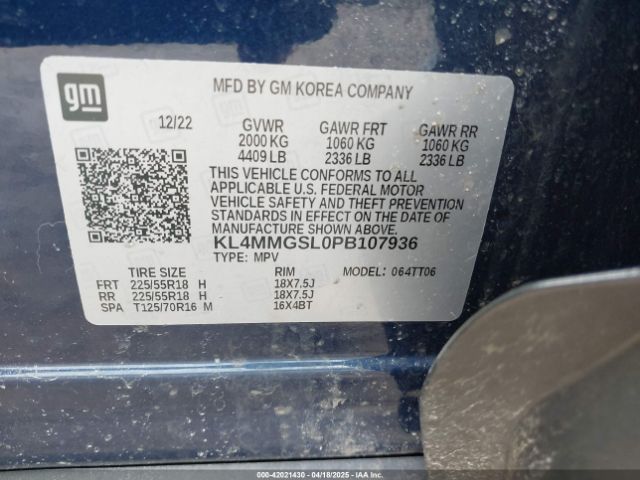 gm
MFD BY GM KOREA COMPANY
12/22 GVWR GAWR FRT GAWR RR
2000 KG 1060 KG 1060 KG
4409 LB 2336 LB 2336 LB
THIS VEHICLE CONFORMS TO ALL
APPLICABLE U.S. FEDERAL MOTOR
VEHICLE SAFETY AND THEFT PREVENTION
STANDARDS IN EFFECT ON THE DATE OF
MANUFACTURE SHOWN ABOVE.
KL4MMGSL0PB107936
TYPE: MPV MODEL: 064TT06
TIRE SIZE RIM
FRT 225/55R18 H 18X7.5J
RR 225/55R18 H 18X7.5J
SPA T125/70R16 M 16X4BT
000-42021430 - 04/18/2025 - IAAI.COM